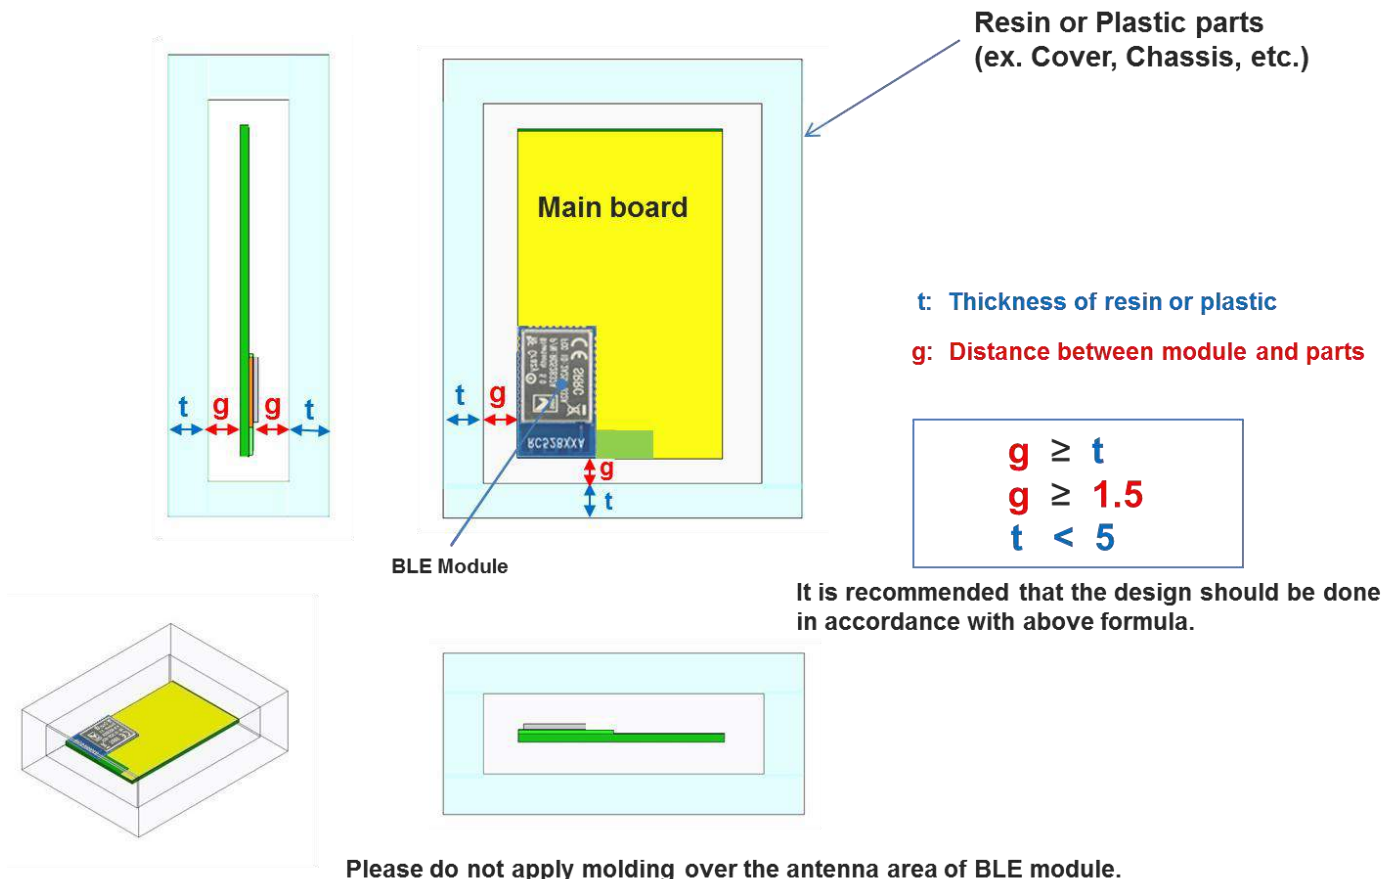 Resin or Plastic parts
(ex. Cover, Chassis, etc.)
Main board
t: Thickness of resin or plastic
g: Distance between module and parts
t g g t
t g
RC528XXA
g
t
g ≥ t
g ≥ 1.5
t < 5
BLE Module
It is recommended that the design should be done
in accordance with above formula.
Please do not apply molding over the antenna area of BLE module.